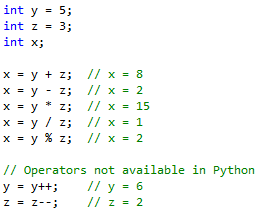 int y = 5;
int z = 3;
int x;
x = y + z;  // x = 8
x = y - z;  // x = 2
x = y * z;  // x = 15
x = y / z;  // x = 1
x = y % z;  // x = 2
// Operators not available in Python
y = y++;    // y = 6
z = z--;    // z = 2